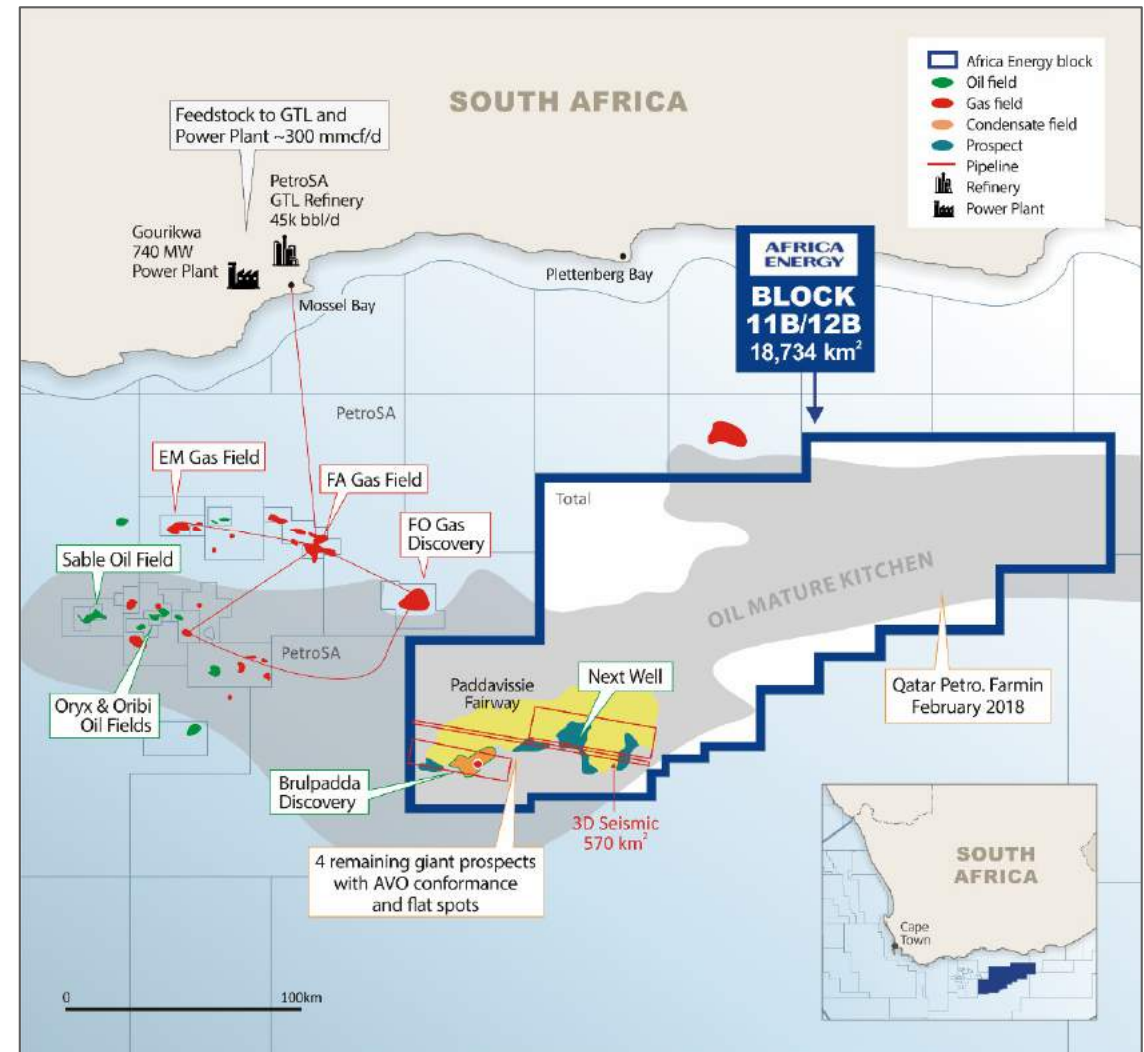 SOUTH AFRICA
Africa Energy block
Oil field
Gas field
Condensate field
Prospect
Pipeline
Refinery
Power Plant
Feedstock to GTL and
Power Plant ~300 mmcf/d
PetroSA
GTL Refinery
45k bbl/d
Gourikwa
740 MW
Power Plant
Mossel Bay
Plettenberg Bay
AFRICA
ENERGY
BLOCK
11B/12B
18,734 km²
PetroSA
EM Gas Field
FA Gas Field
FO Gas
Discovery
Total
Sable Oil Field
OIL MATURE KITCHEN
PetroSA
Oryx & Oribi
Oil Fields
Paddavissie
Fairway
Next Well
Qatar Petro. Farmin
February 2018
Brulpadda
Discovery
3D Seismic
570 km²
4 remaining giant prospects
with AVO conformance
and flat spots
SOUTH
AFRICA
Cape
Town
0
100km